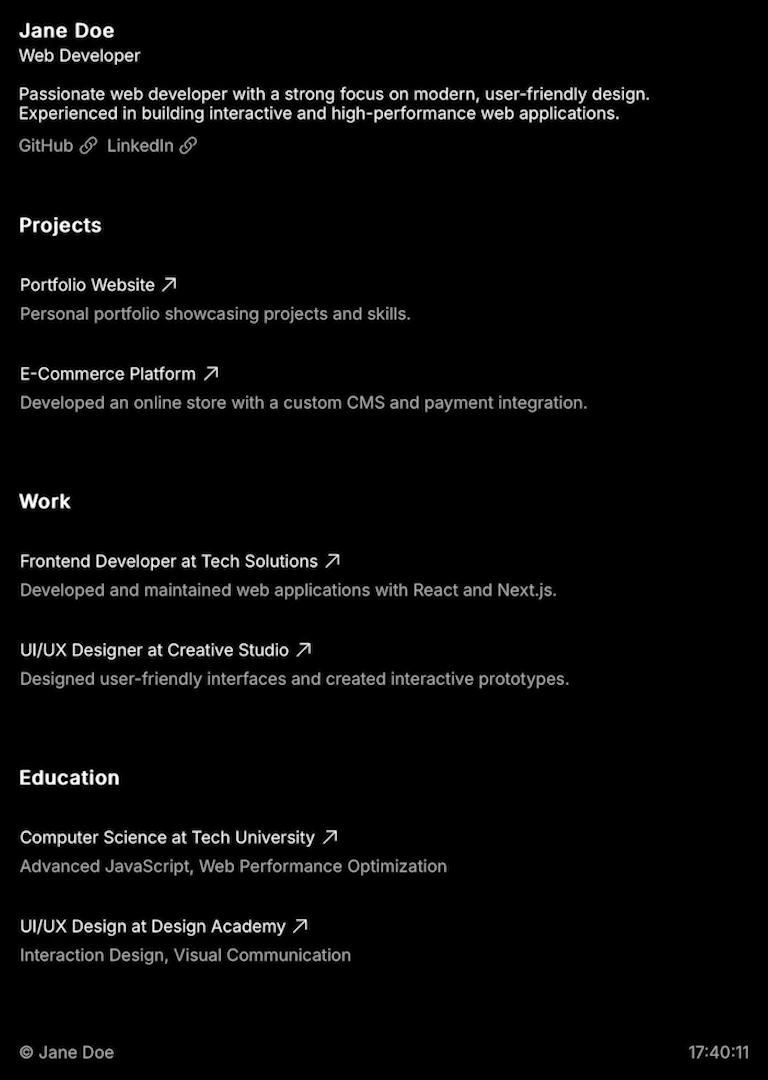 Jane Doe
Web Developer
Passionate web developer with a strong focus on modern, user-friendly design.
Experienced in building interactive and high-performance web applications.
GitHub LinkedIn
Projects
Portfolio Website
Personal portfolio showcasing projects and skills.
E-Commerce Platform
Developed an online store with a custom CMS and payment integration.
Work
Frontend Developer at Tech Solutions
Developed and maintained web applications with React and Next.js.
UI/UX Designer at Creative Studio
Designed user-friendly interfaces and created interactive prototypes.
Education
Computer Science at Tech University
Advanced JavaScript, Web Performance Optimization
UI/UX Design at Design Academy
Interaction Design, Visual Communication
© Jane Doe 17:40:11